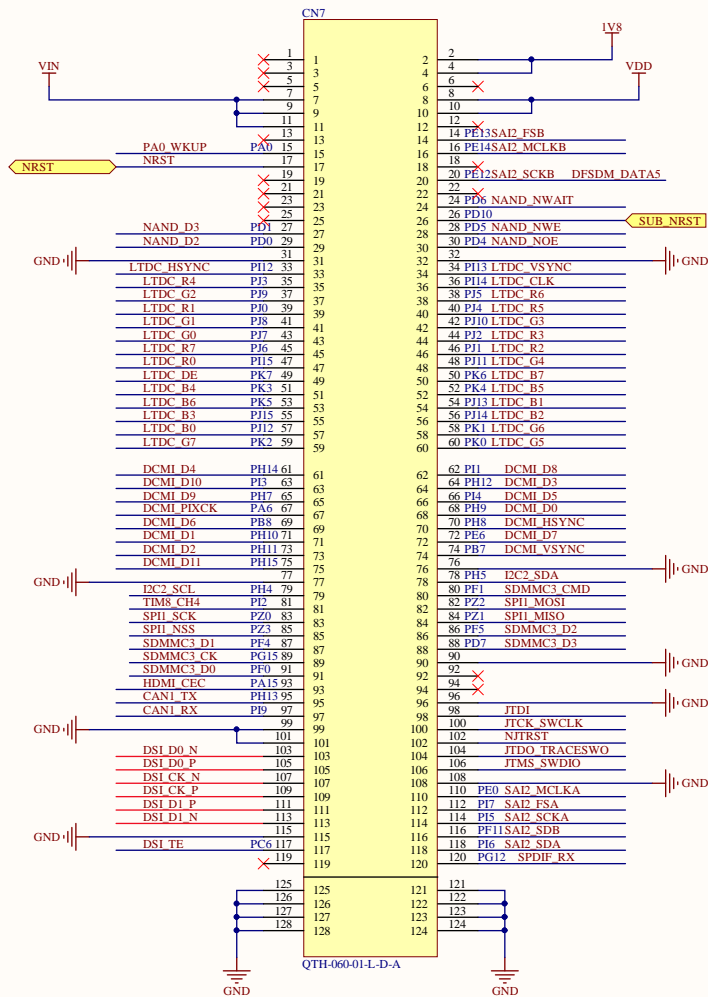 CN7
1V8
VIN
VDD
1 1 2 2
3 3 4 4
5 5 6 6
7 7 8 8
9 9 10 10
11 11 12 12
13 13 14 14 PE13 SAI2_FSB
PA0_WKUP PA0 15 15 16 16 PE14 SAI2_MCLKB
NRST NRST 17 17 18 18
19 19 20 20 PE12 SAI2_SCKB DFSDM_DATA5
21 21 22 22
23 23 24 24 PD6 NAND_NWAIT
25 25 26 26 PD10 SUB_NRST
NAND_D3 PD1 27 27 28 28 PD5 NAND_NWE
NAND_D2 PD0 29 29 30 30 PD4 NAND_NOE
GND 31 31 32 32 GND
LTDC_HSYNC PI12 33 33 34 34 PI13 LTDC_VSYNC
LTDC_R4 PJ3 35 35 36 36 PI14 LTDC_CLK
LTDC_G2 PJ9 37 37 38 38 PJ5 LTDC_R6
LTDC_R1 PJ0 39 39 40 40 PJ4 LTDC_R5
LTDC_G1 PJ8 41 41 42 42 PJ10 LTDC_G3
LTDC_G0 PJ7 43 43 44 44 PJ2 LTDC_R3
LTDC_R7 PJ6 45 45 46 46 PJ1 LTDC_R2
LTDC_R0 PI15 47 47 48 48 PJ11 LTDC_G4
LTDC_DE PK7 49 49 50 50 PK6 LTDC_B7
LTDC_B4 PK3 51 51 52 52 PK4 LTDC_B5
LTDC_B6 PK5 53 53 54 54 PJ13 LTDC_B1
LTDC_B3 PJ15 55 55 56 56 PJ14 LTDC_B2
LTDC_B0 PJ12 57 57 58 58 PK1 LTDC_G6
LTDC_G7 PK2 59 59 60 60 PK0 LTDC_G5
DCMI_D4 PH14 61 61 62 62 PI1 DCMI_D8
DCMI_D10 PI3 63 63 64 64 PH12 DCMI_D3
DCMI_D9 PH7 65 65 66 66 PI4 DCMI_D5
DCMI_PIXCK PA6 67 67 68 68 PH9 DCMI_D0
DCMI_D6 PB8 69 69 70 70 PH8 DCMI_HSYNC
DCMI_D1 PH10 71 71 72 72 PE6 DCMI_D7
DCMI_D2 PH11 73 73 74 74 PB7 DCMI_VSYNC
DCMI_D11 PH15 75 75 76 76 GND
GND 77 77 78 78 PH5 I2C2_SDA
I2C2_SCL PH4 79 79 80 80 PF1 SDMMC3_CMD
TIM8_CH4 PI2 81 81 82 82 PZ2 SPI1_MOSI
SPI1_SCK PZ0 83 83 84 84 PZ1 SPI1_MISO
SPI1_NSS PZ3 85 85 86 86 PF5 SDMMC3_D2
SDMMC3_D1 PF4 87 87 88 88 PD7 SDMMC3_D3
SDMMC3_CK PG15 89 89 90 90 GND
SDMMC3_D0 PF0 91 91 92 92
HDMI_CEC PA15 93 93 94 94
CAN1_TX PH13 95 95 96 96 GND
CAN1_RX PI9 97 97 98 98 JTDI
GND 99 99 100 100 JTCK_SWCLK
101 101 102 102 NJTRST
DSI_D0_N 103 103 104 104 JTDO_TRACESWO
DSI_D0_P 105 105 106 106 JTMS_SWDIO
DSI_CK_N 107 107 108 108 GND
DSI_CK_P 109 109 110 110 PE0 SAI2_MCLKA
DSI_D1_P 111 111 112 112 PI7 SAI2_FSA
DSI_D1_N 113 113 114 114 PI5 SAI2_SCKA
GND 115 115 116 116 PF11 SAI2_SDB
DSI_TE PC6 117 117 118 118 PI6 SAI2_SDA
119 119 120 120 PG12 SPDIF_RX
125 125 121 121
126 126 122 122
127 127 123 123
128 128 124 124
QTH-060-01-L-D-A
GND GND